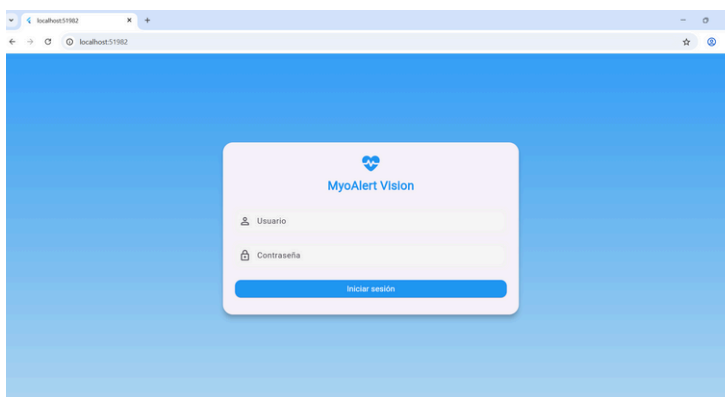 localhost:51982
localhost:51982
MyoAlert Vision
Usuario
Contraseña
Iniciar sesión